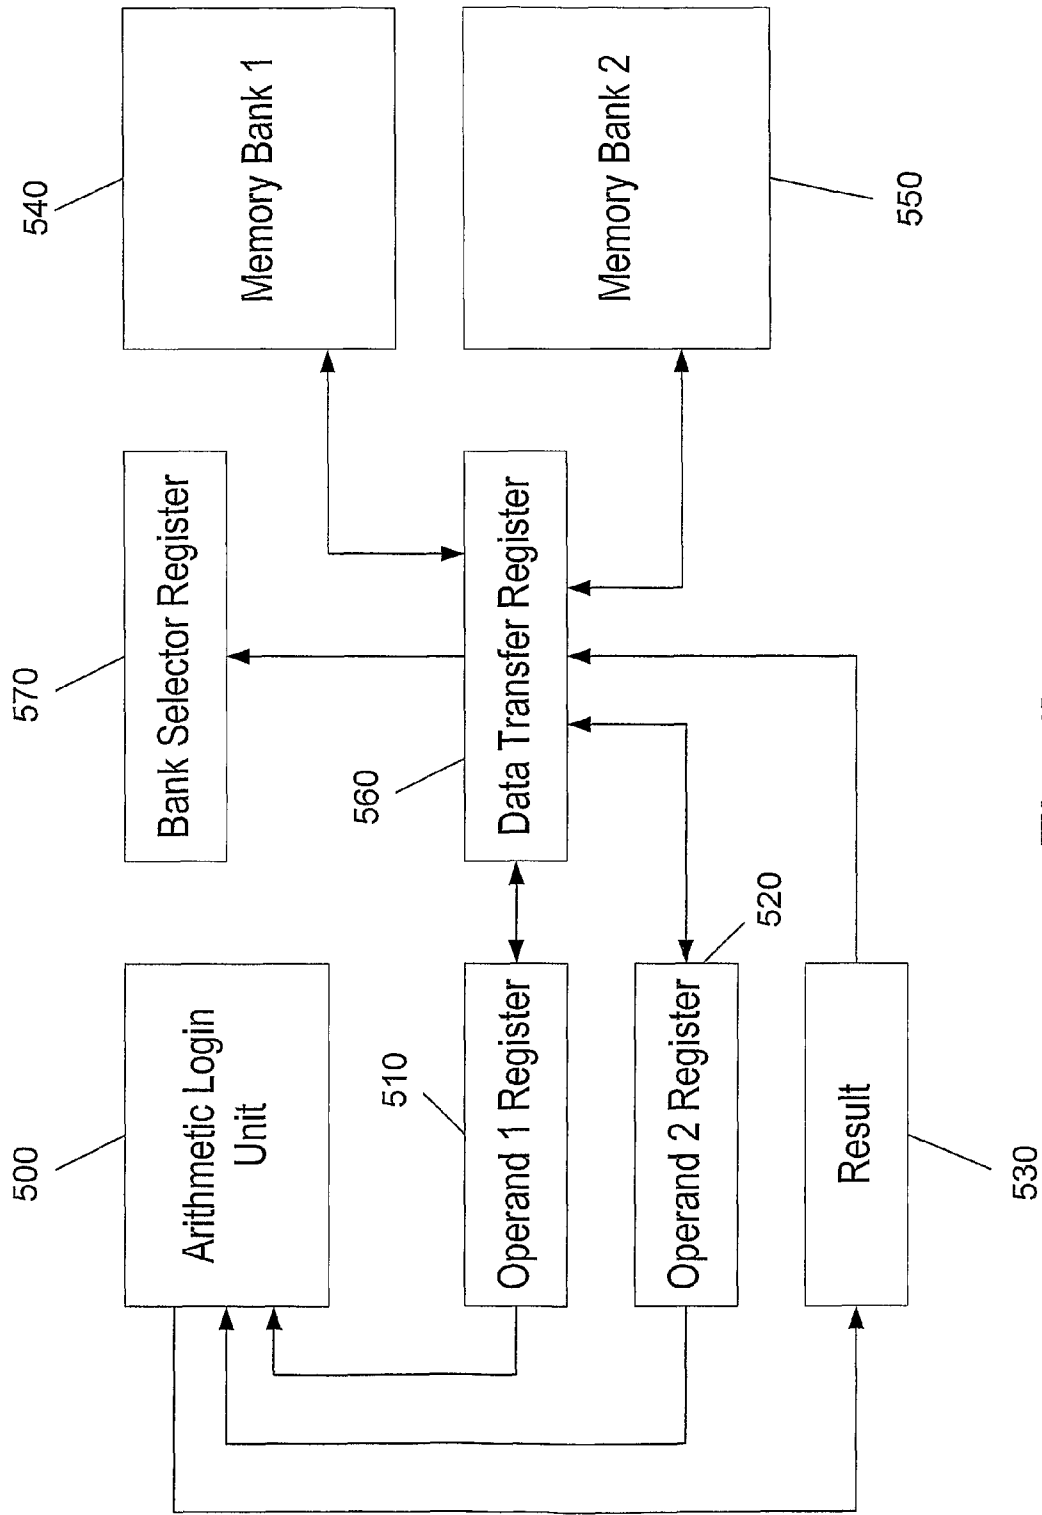 500
Arithmetic Login
Unit
570
Bank Selector Register
540
Memory Bank 1
510
Operand 1 Register
560
Data Transfer Register
Memory Bank 2
550
520
Operand 2 Register
Result
530